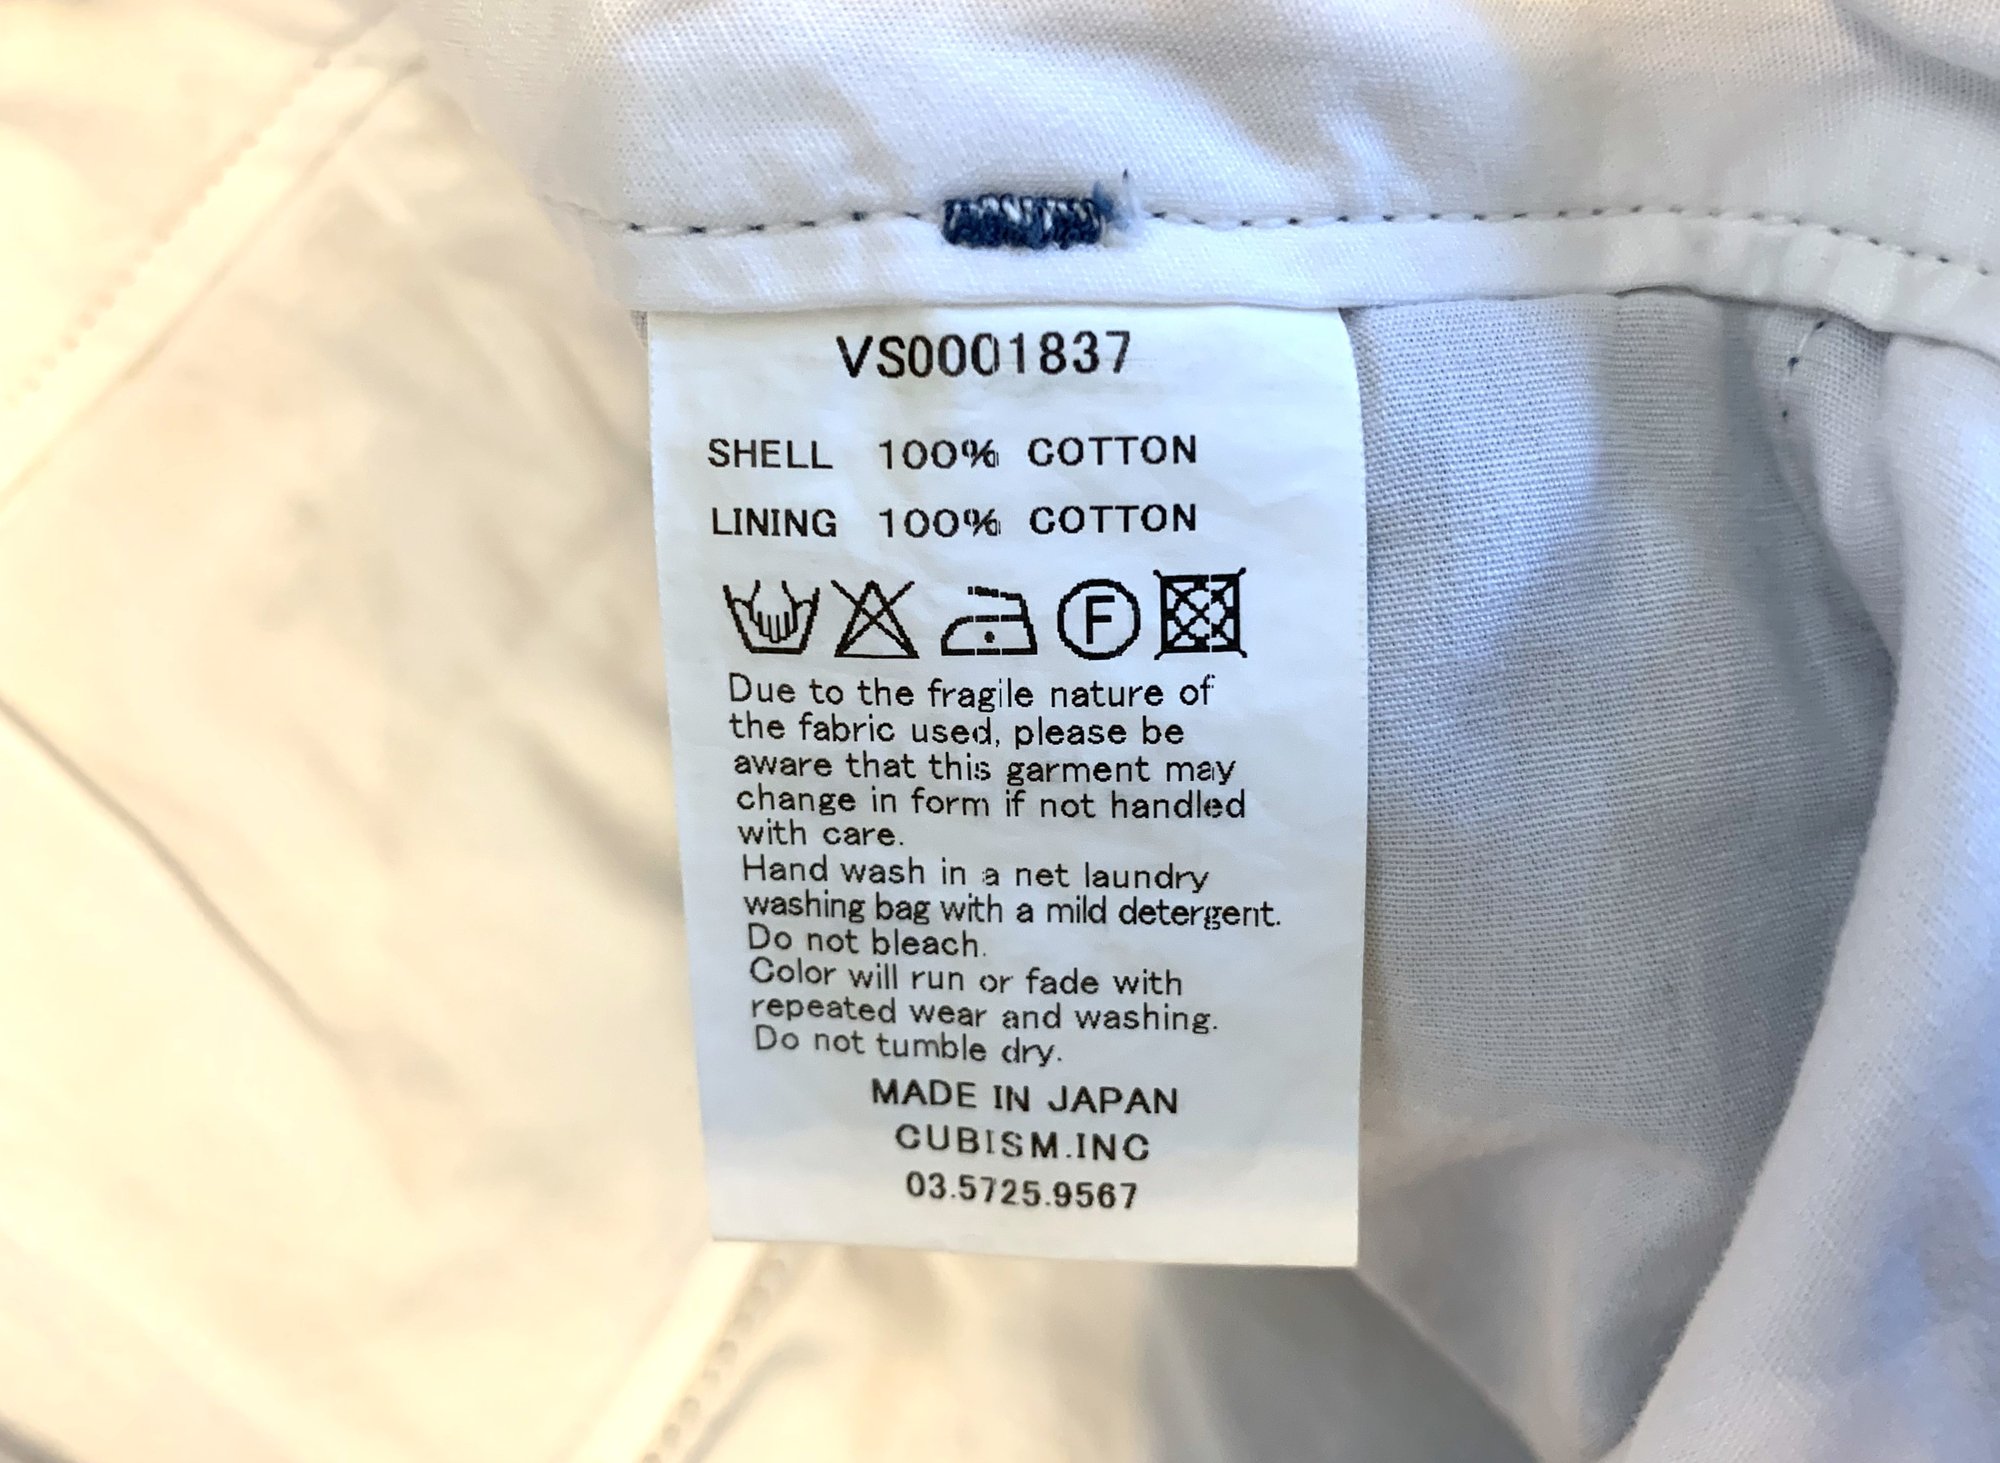 VS0001837
SHELL 100% COTTON
LINING 100% COTTON
F
Due to the fragile nature of
the fabric used, please be
aware that this garment may
change in form if not handled
with care.
Hand wash in a net laundry
washing bag with a mild detergent.
Do not bleach.
Color will run or fade with
repeated wear and washing.
Do not tumble dry.
MADE IN JAPAN
CUBISM.INC
03.5725.9567